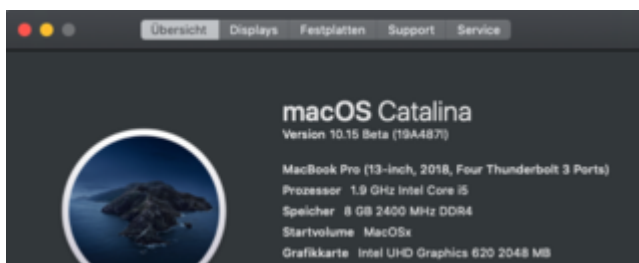 Übersicht Displays Festplatten Support Service
macOS Catalina
Version 10.15 Beta (19A487l)
MacBook Pro (13-inch, 2018, Four Thunderbolt 3 Ports)
Prozessor 1.9 GHz Intel Core i5
Speicher 8 GB 2400 MHz DDR4
Startvolume MacOSx
Grafikkarte Intel UHD Graphics 620 2048 MB